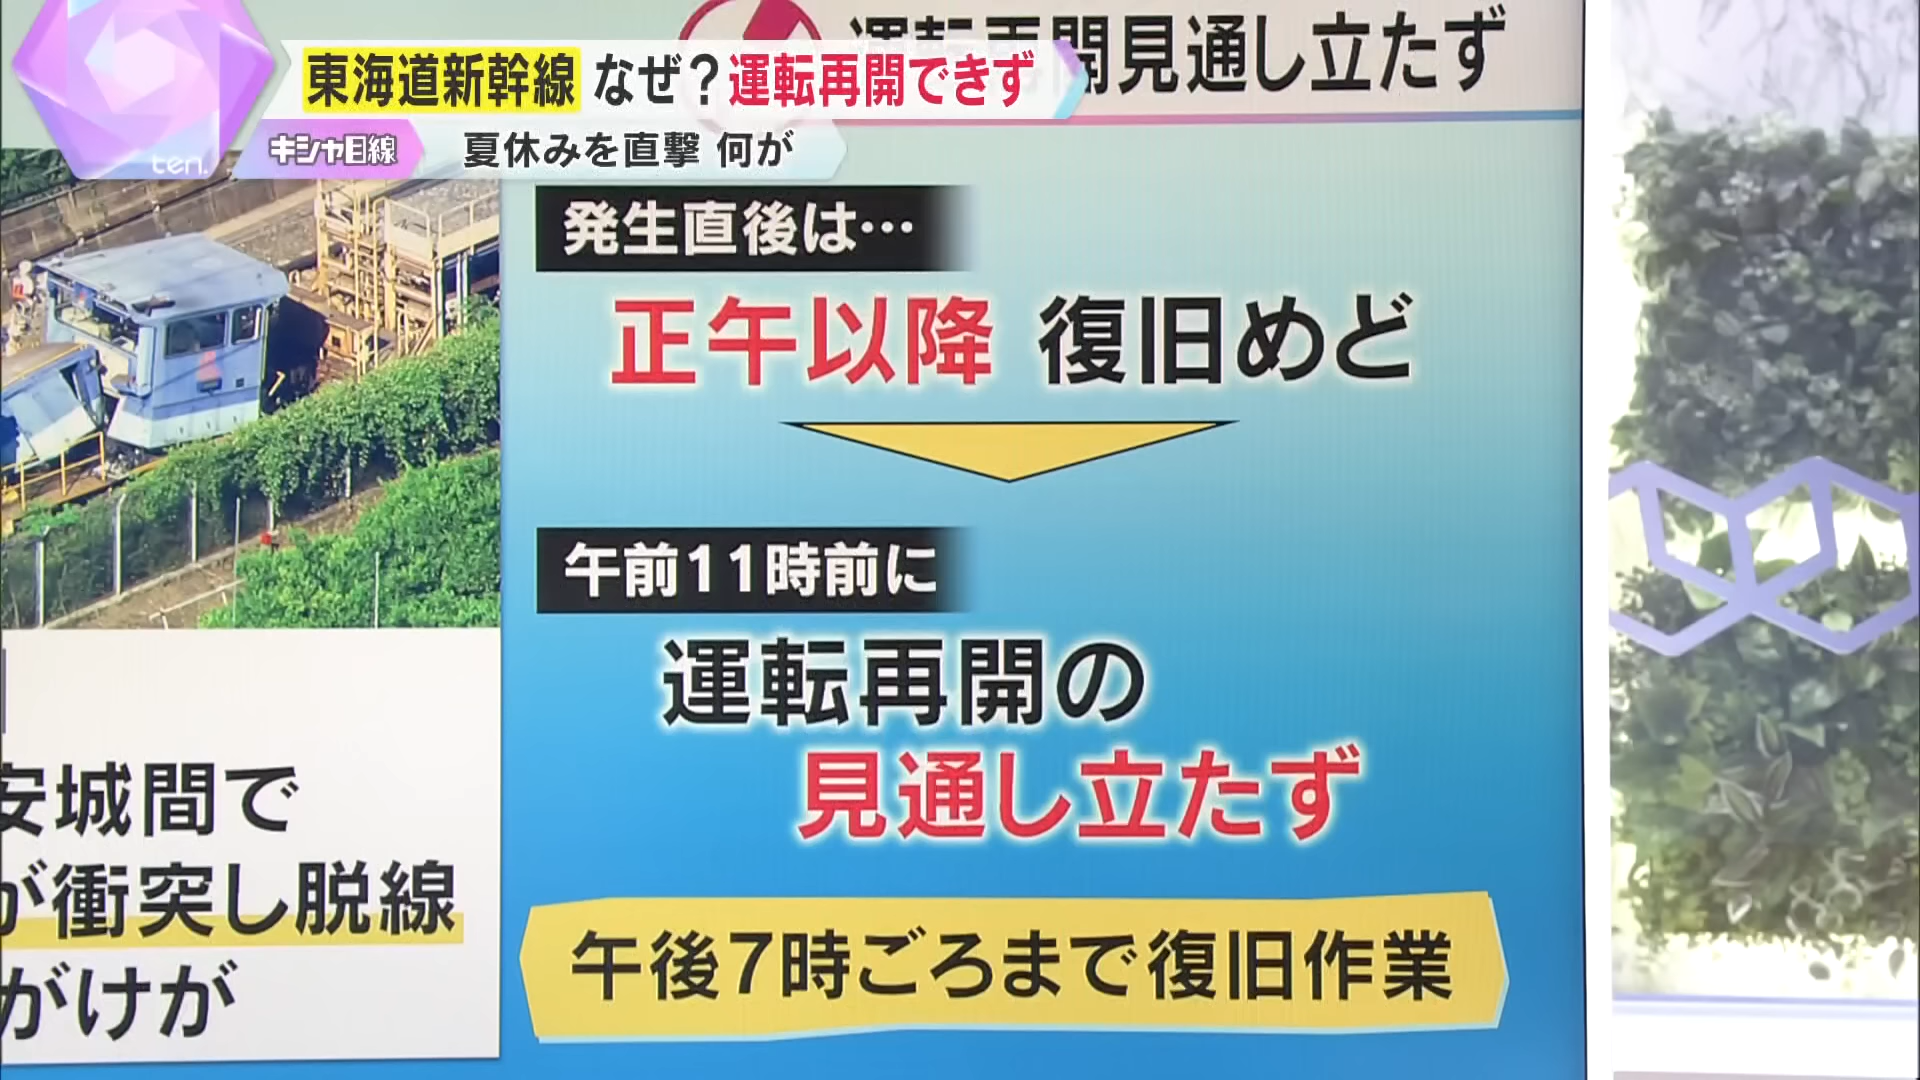 東海道新幹線 なぜ？運転再開できず
ten.
キシャ目線
夏休みを直撃 何が
運転再開見通し立たず
発生直後は…
正午以降 復旧めど
午前11時前に
運転再開の
見通し立たず
午後7時ごろまで復旧作業
安城間で
が衝突し脱線
がけが